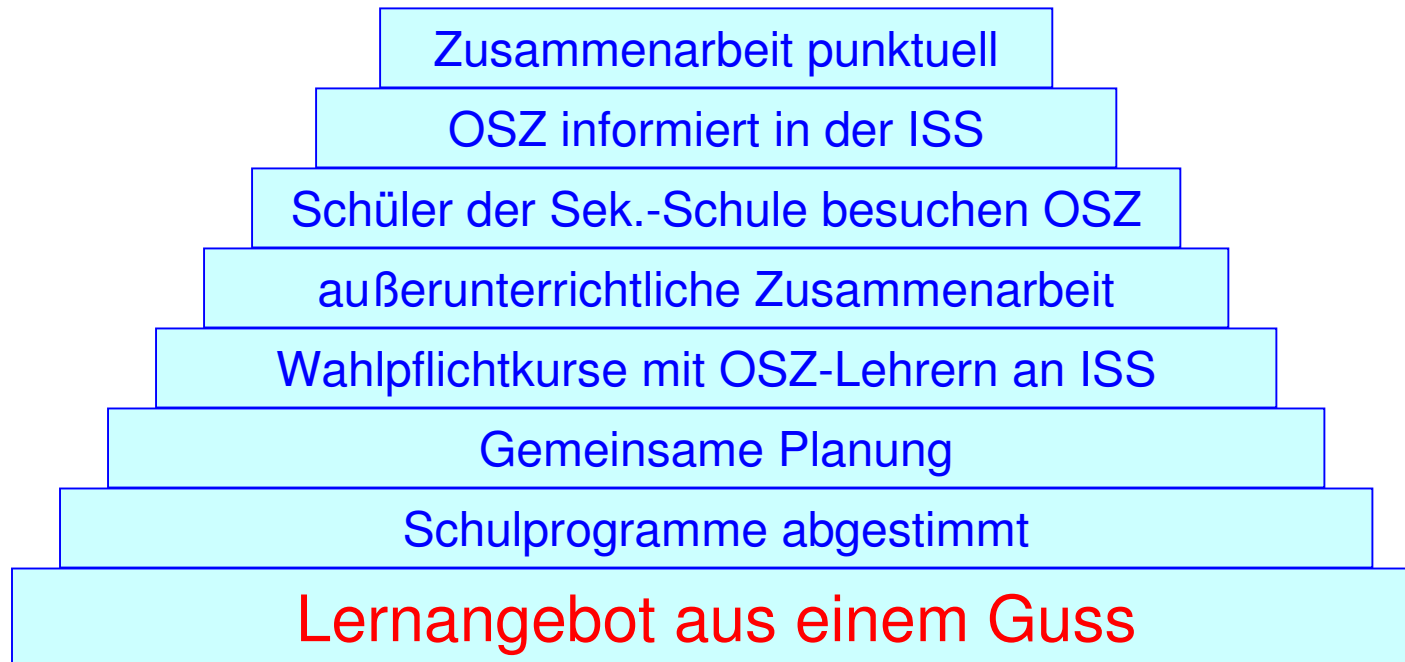 Zusammenarbeit punktuell
OSZ informiert in der ISS
Schüler der Sek.-Schule besuchen OSZ
außerunterrichtliche Zusammenarbeit
Wahlpflichtkurse mit OSZ-Lehrern an ISS
Gemeinsame Planung
Schulprogramme abgestimmt
Lernangebot aus einem Guss